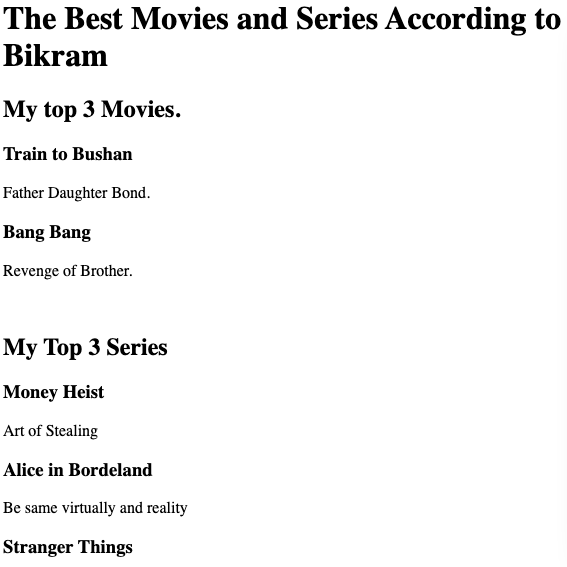 The Best Movies and Series According to
Bikram
My top 3 Movies.
Train to Bushan
Father Daughter Bond.
Bang Bang
Revenge of Brother.
My Top 3 Series
Money Heist
Art of Stealing
Alice in Bordeland
Be same virtually and reality
Stranger Things